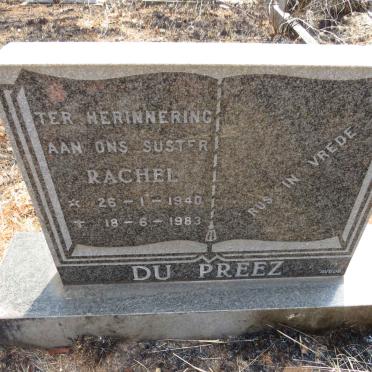 TER HERINNERING
AAN ONS SUSTER
RACHEL
* 26-1-1940
+ 18-6-1983
RUS IN VREDE
DU PREEZ